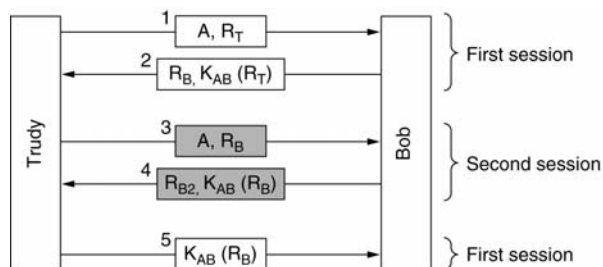 1
A, R_T
First session
2
R_B, K_AB (R_T)
Trudy
Bob
3
A, R_B
Second session
4
R_B2, K_AB (R_B)
5
K_AB (R_B)
First session